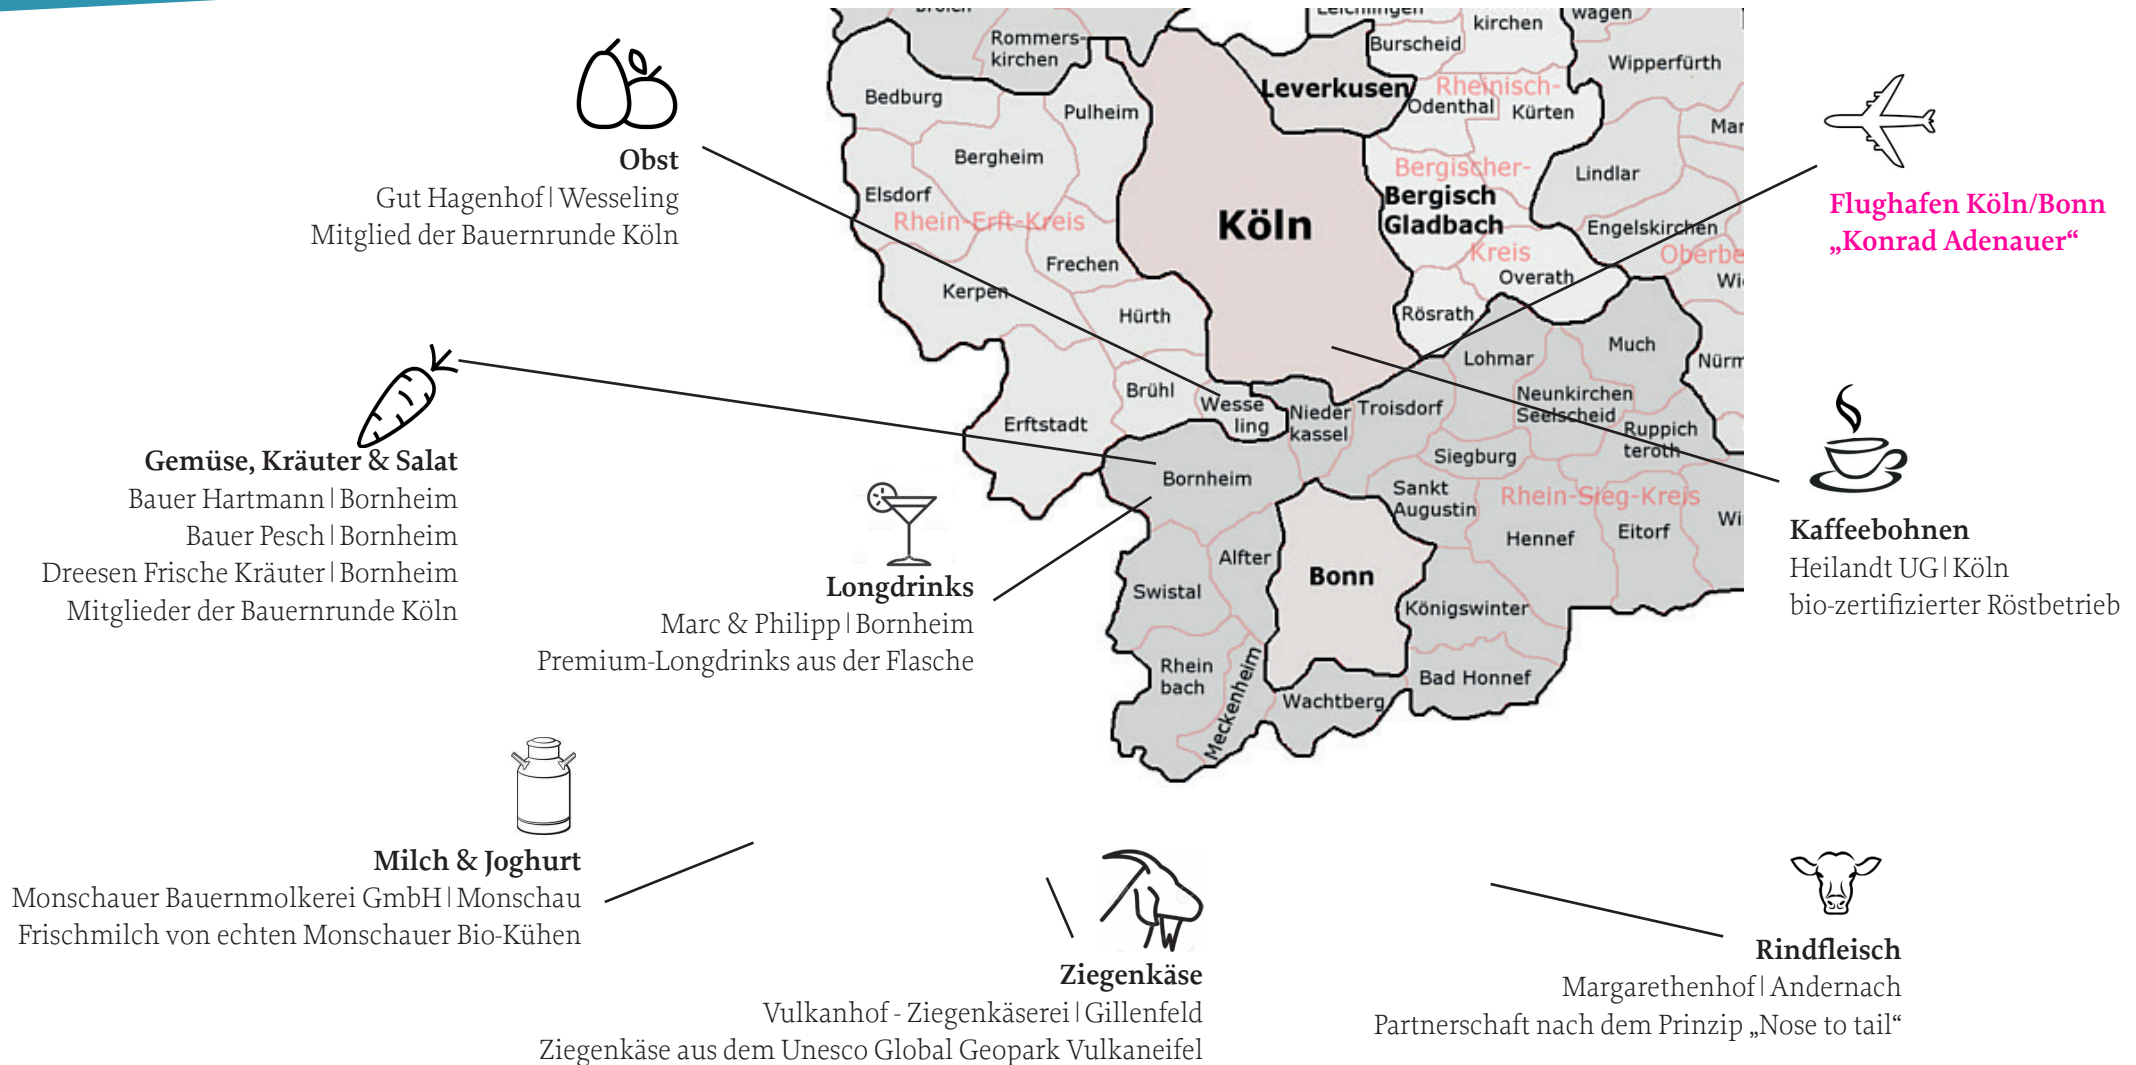 Obst
Gut Hagenhof | Wesseling
Mitglied der Bauernrunde Köln
Gemüse, Kräuter & Salat
Bauer Hartmann | Bornheim
Bauer Pesch | Bornheim
Dreesen Frische Kräuter | Bornheim
Mitglieder der Bauernrunde Köln
Longdrinks
Marc & Philipp | Bornheim
Premium-Longdrinks aus der Flasche
Milch & Joghurt
Monschauer Bauernmolkerei GmbH | Monschau
Frischmilch von echten Monschauer Bio-Kühen
Ziegenkäse
Vulkanhof - Ziegenkäserei | Gillenfeld
Ziegenkäse aus dem Unesco Global Geopark Vulkaneifel
Rindfleisch
Margarethenhof | Andernach
Partnerschaft nach dem Prinzip „Nose to tail“
Kaffeebohnen
Heilandt UG | Köln
bio-zertifizierter Röstbetrieb
Flughafen Köln/Bonn
„Konrad Adenauer“
Rommers-
kirchen
Bedburg
Pulheim
Bergheim
Elsdorf
Rhein-Erft-Kreis
Frechen
Kerpen
Hürth
Brühl
Erftstadt
Wesse
ling
Köln
Leverkusen
Leichlingen
Burscheid
kirchen
wagen
Wipperfürth
Rheinisch-
Odenthal
Kürten
Mar
Bergischer-
Lindlar
Bergisch
Gladbach
Engelskirchen
Kreis
Oberbe
Overath
Wi
Rösrath
Lohmar
Much
Nürm
Neunkirchen
Seelscheid
Nieder
kassel
Troisdorf
Ruppich
teroth
Siegburg
Bornheim
Sankt
Augustin
Rhein-Sieg-Kreis
Hennef
Eitorf
Wi
Alfter
Bonn
Swistal
Königswinter
Rhein
bach
Meckenheim
Wachtberg
Bad Honnef